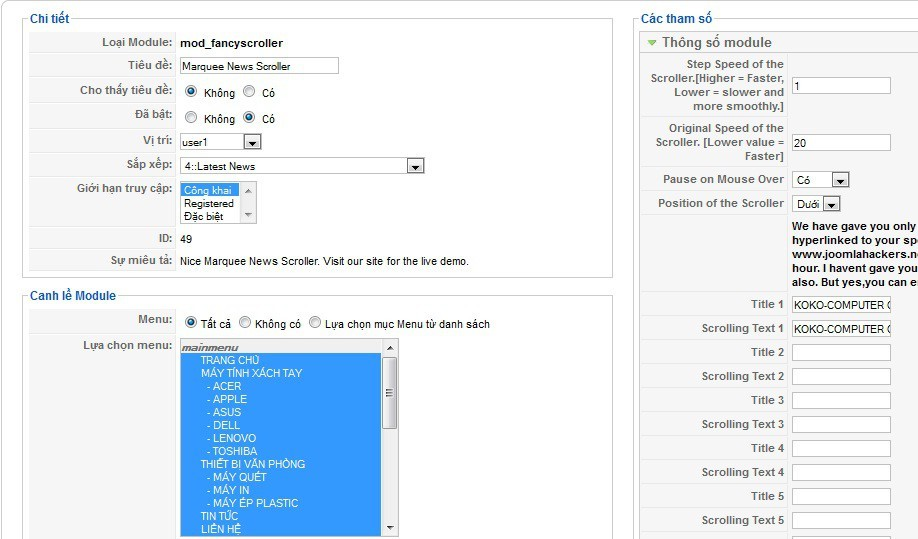 Chi tiết
Loại Module: mod_fancyscroller
Tiêu đề: Marquee News Scroller
Cho thấy tiêu đề: Không Có
Đã bật: Không Có
Vị trí: user1
Sắp xếp: 4::Latest News
Giới hạn truy cập: Công khai
Registered
Đặc biệt
ID: 49
Sự miêu tả: Nice Marquee News Scroller. Visit our site for the live demo.
Canh lề Module
Menu: Tất cả Không có Lựa chọn mục Menu từ danh sách
Lựa chọn menu: mainmenu
TRANG CHỦ
MÁY TÍNH XÁCH TAY
- ACER
- APPLE
- ASUS
- DELL
- LENOVO
- TOSHIBA
THIẾT BỊ VĂN PHÒNG
- MÁY QUÉT
- MÁY IN
- MÁY ÉP PLASTIC
TIN TỨC
LIÊN HỆ
Các tham số
Thông số module
Step Speed of the
Scroller.[Higher = Faster,
Lower = slower and
more smoothly.]
1
Original Speed of the
Scroller. [Lower value =
Faster]
20
Pause on Mouse Over Có
Position of the Scroller Dưới
We have gave you only
hyperlinked to your
www.joomlahackers.
hour. I havent gave you
also. But yes,you can
Title 1 KOKO-COMPUTER
Scrolling Text 1 KOKO-COMPUTER
Title 2
Scrolling Text 2
Title 3
Scrolling Text 3
Title 4
Scrolling Text 4
Title 5
Scrolling Text 5